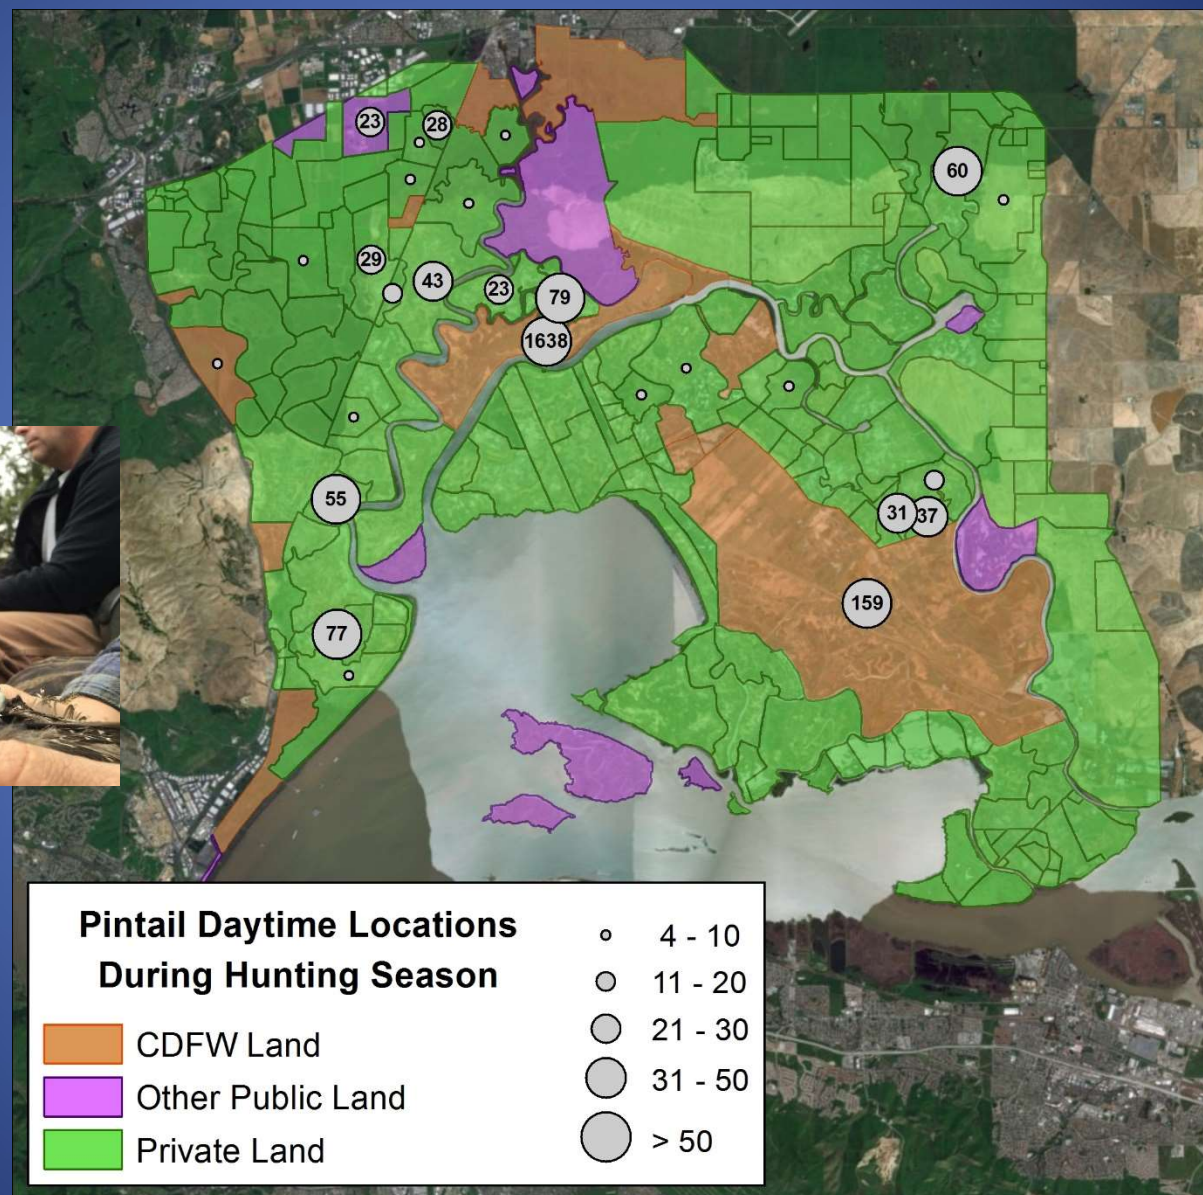 23
28
60
29
43
23
79
1638
55
31
37
159
77
Pintail Daytime Locations
During Hunting Season
CDFW Land
Other Public Land
Private Land
4 - 10
11 - 20
21 - 30
31 - 50
> 50